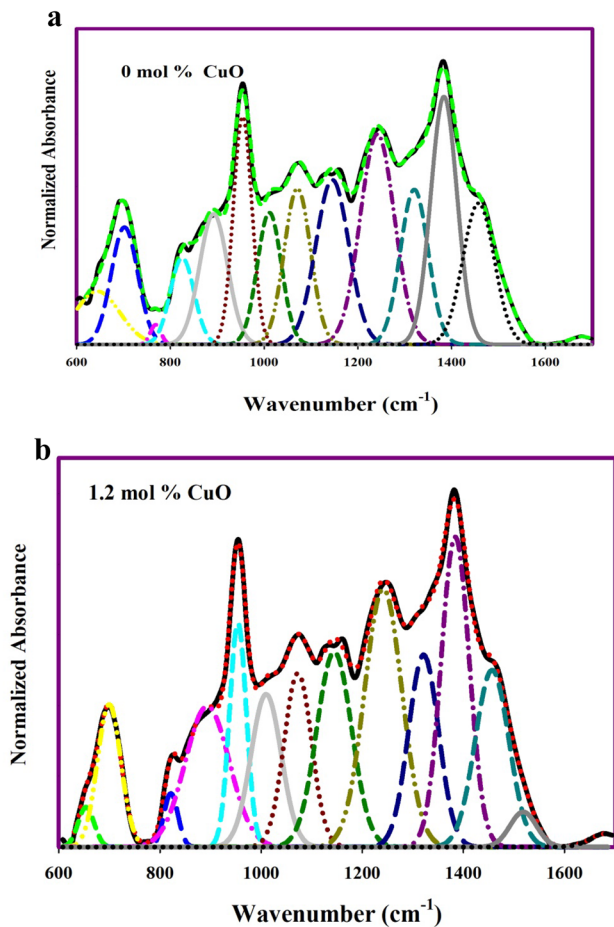 a
0 mol % CuO
Normalized Absorbance
600 800 1000 1200 1400 1600
Wavenumber (cm⁻¹)
b
1.2 mol % CuO
Normalized Absorbance
600 800 1000 1200 1400 1600
Wavenumber (cm⁻¹)